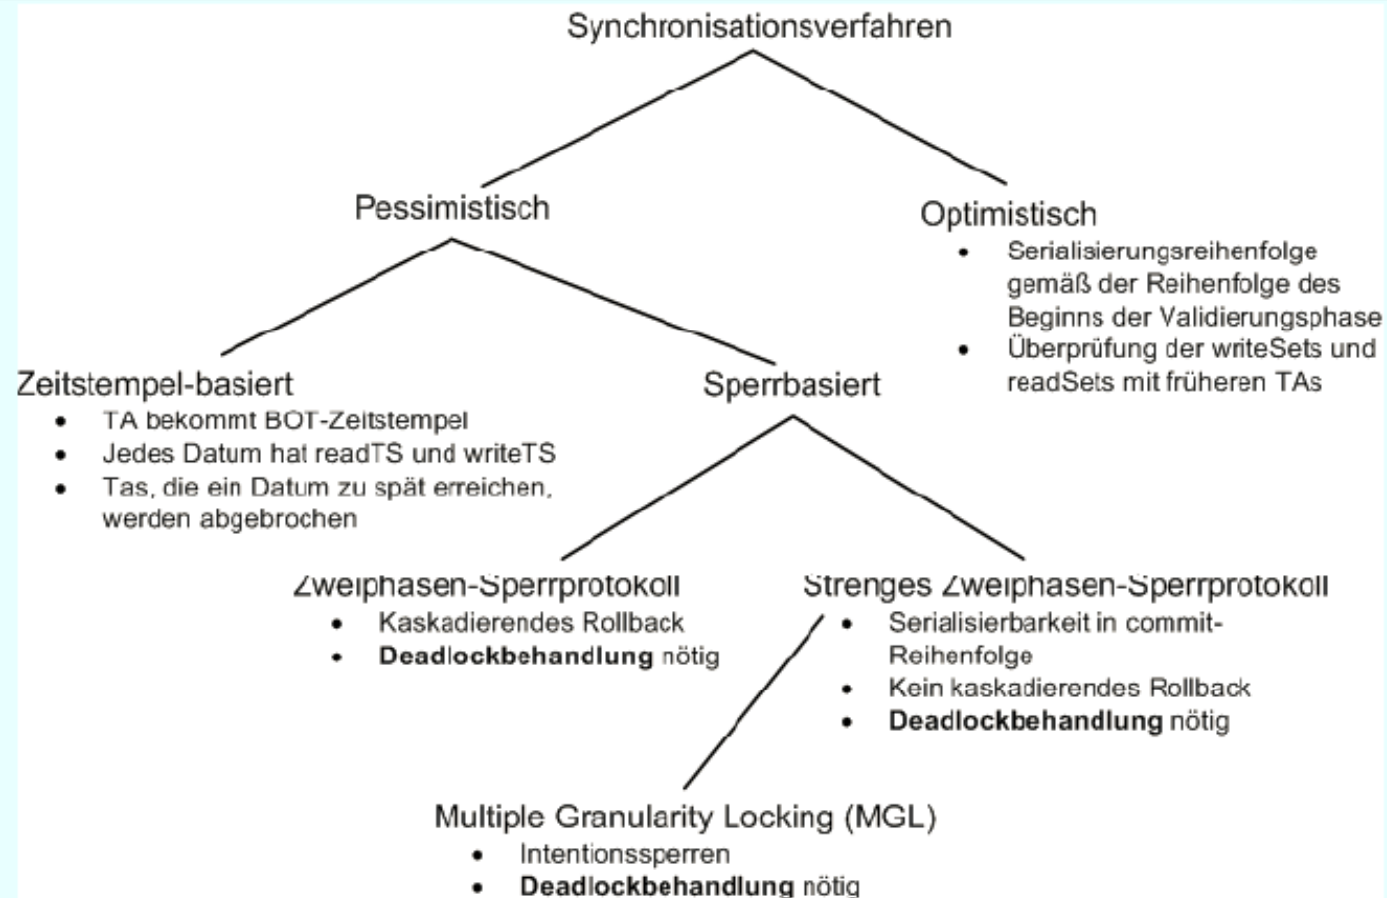 Synchronisationsverfahren
Pessimistisch
Optimistisch
• Serialisierungsreihenfolge
gemäß der Reihenfolge des
Beginns der Validierungsphase
• Überprüfung der writeSets und
readSets mit früheren TAs
Zeitstempel-basiert
• TA bekommt BOT-Zeitstempel
• Jedes Datum hat readTS und writeTS
• Tas, die ein Datum zu spät erreichen,
werden abgebrochen
Sperrbasiert
Zweiphasen-Sperrprotokoll
• Kaskadierendes Rollback
• Deadlockbehandlung nötig
Strenges Zweiphasen-Sperrprotokoll
• Serialisierbarkeit in commit-
Reihenfolge
• Kein kaskadierendes Rollback
• Deadlockbehandlung nötig
Multiple Granularity Locking (MGL)
• Intentionssperren
• Deadlockbehandlung nötig